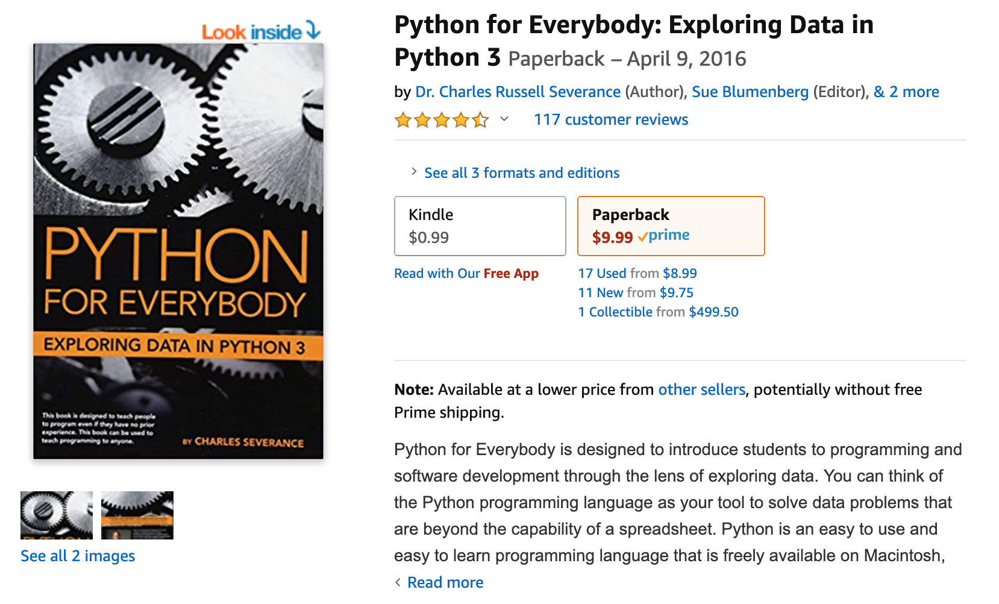 Look inside
PYTHON
FOR EVERYBODY
EXPLORING DATA IN PYTHON 3
This book is designed to teach people
to program even if they have no prior
experience. This book can be used to
teach programming to anyone.
BY CHARLES SEVERANCE
See all 2 images
Python for Everybody: Exploring Data in
Python 3 Paperback – April 9, 2016
by Dr. Charles Russell Severance (Author), Sue Blumenberg (Editor), & 2 more
117 customer reviews
See all 3 formats and editions
Kindle
$0.99
Read with Our Free App
Paperback
$9.99 prime
17 Used from $8.99
11 New from $9.75
1 Collectible from $499.50
Note: Available at a lower price from other sellers, potentially without free
Prime shipping.
Python for Everybody is designed to introduce students to programming and
software development through the lens of exploring data. You can think of
the Python programming language as your tool to solve data problems that
are beyond the capability of a spreadsheet. Python is an easy to use and
easy to learn programming language that is freely available on Macintosh,
Read more